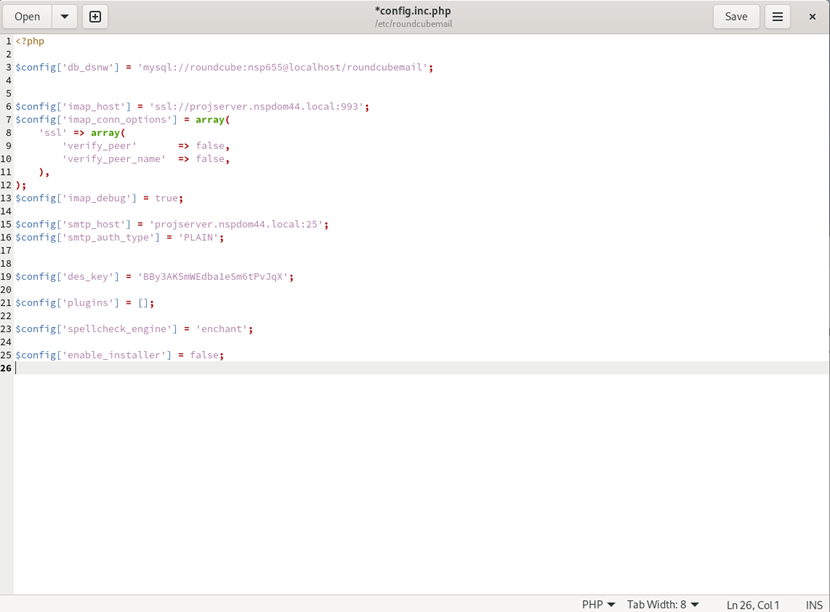 Open
*config.inc.php
/etc/roundcubemail
Save
1 <?php
2
3 $config['db_dsnw'] = 'mysql://roundcube:nsp655@localhost/roundcubemail';
4
5
6 $config['imap_host'] = 'ssl://projserver.nspdom44.local:993';
7 $config['imap_conn_options'] = array(
8     'ssl' => array(
9         'verify_peer'       => false,
10         'verify_peer_name'  => false,
11     ),
12 );
13 $config['imap_debug'] = true;
14
15 $config['smtp_host'] = 'projserver.nspdom44.local:25';
16 $config['smtp_auth_type'] = 'PLAIN';
17
18
19 $config['des_key'] = 'BBy3AK5mWEdba1eSm6tPvJqX';
20
21 $config['plugins'] = [];
22
23 $config['spellcheck_engine'] = 'enchant';
24
25 $config['enable_installer'] = false;
26
PHP
Tab Width: 8
Ln 26, Col 1
INS